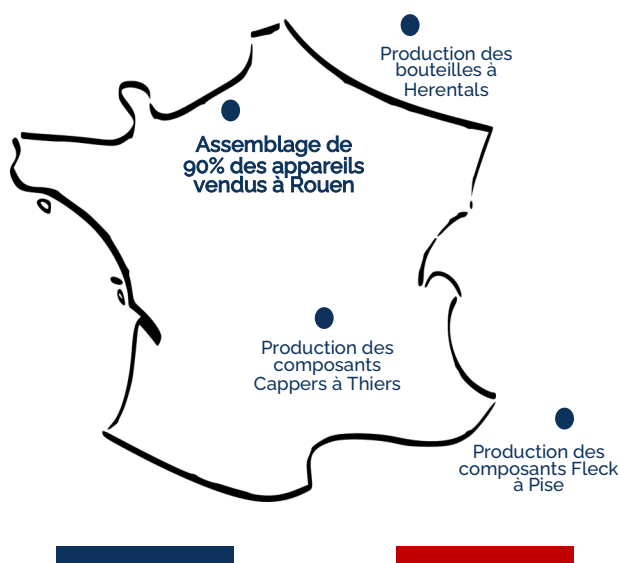 Production des
bouteilles à
Herentals
Assemblage de
90% des appareils
vendus à Rouen
Production des
composants
Cappers à Thiers
Production des
composants Fleck
à Pise